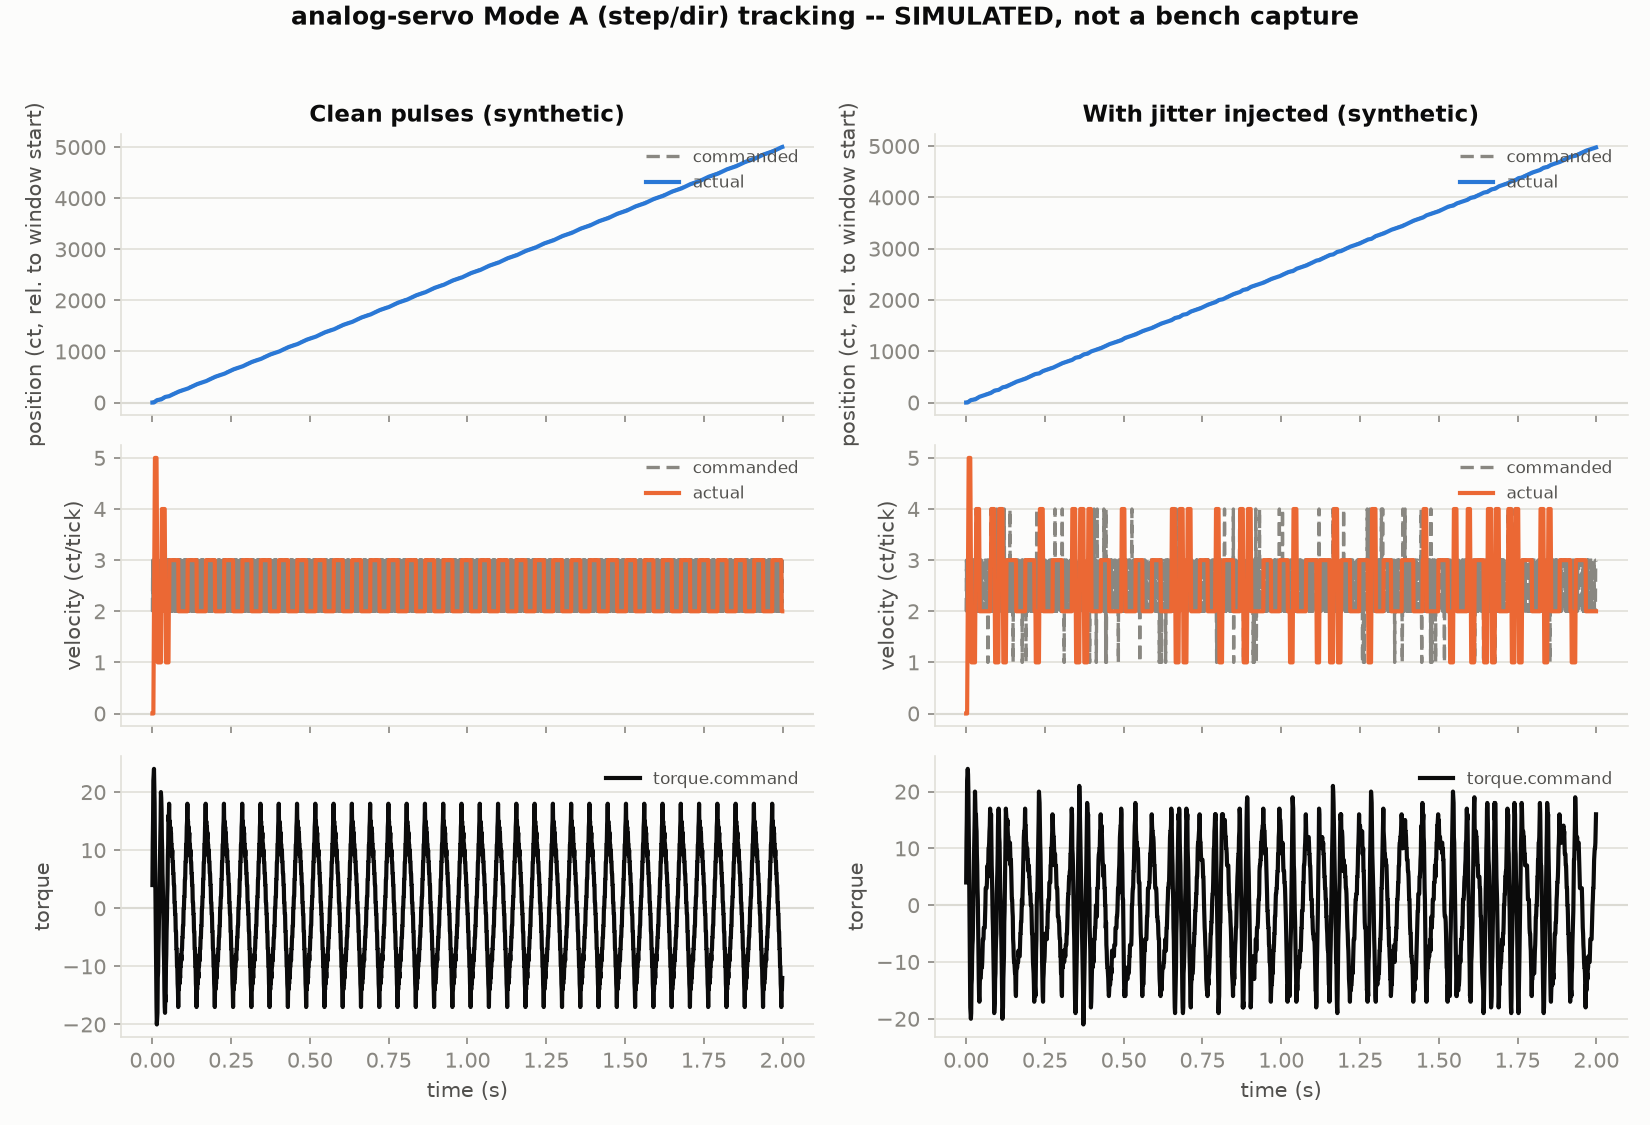 analog-servo Mode A (step/dir) tracking -- SIMULATED, not a bench capture
Clean pulses (synthetic)
position (ct, rel. to window start)
5000
4000
3000
2000
1000
0
commanded
actual
With jitter injected (synthetic)
position (ct, rel. to window start)
5000
4000
3000
2000
1000
0
commanded
actual
velocity (ct/tick)
5
4
3
2
1
0
commanded
actual
velocity (ct/tick)
5
4
3
2
1
0
commanded
actual
torque
20
10
0
−10
−20
torque.command
0.00 0.25 0.50 0.75 1.00 1.25 1.50 1.75 2.00
time (s)
torque
20
10
0
−10
−20
torque.command
0.00 0.25 0.50 0.75 1.00 1.25 1.50 1.75 2.00
time (s)